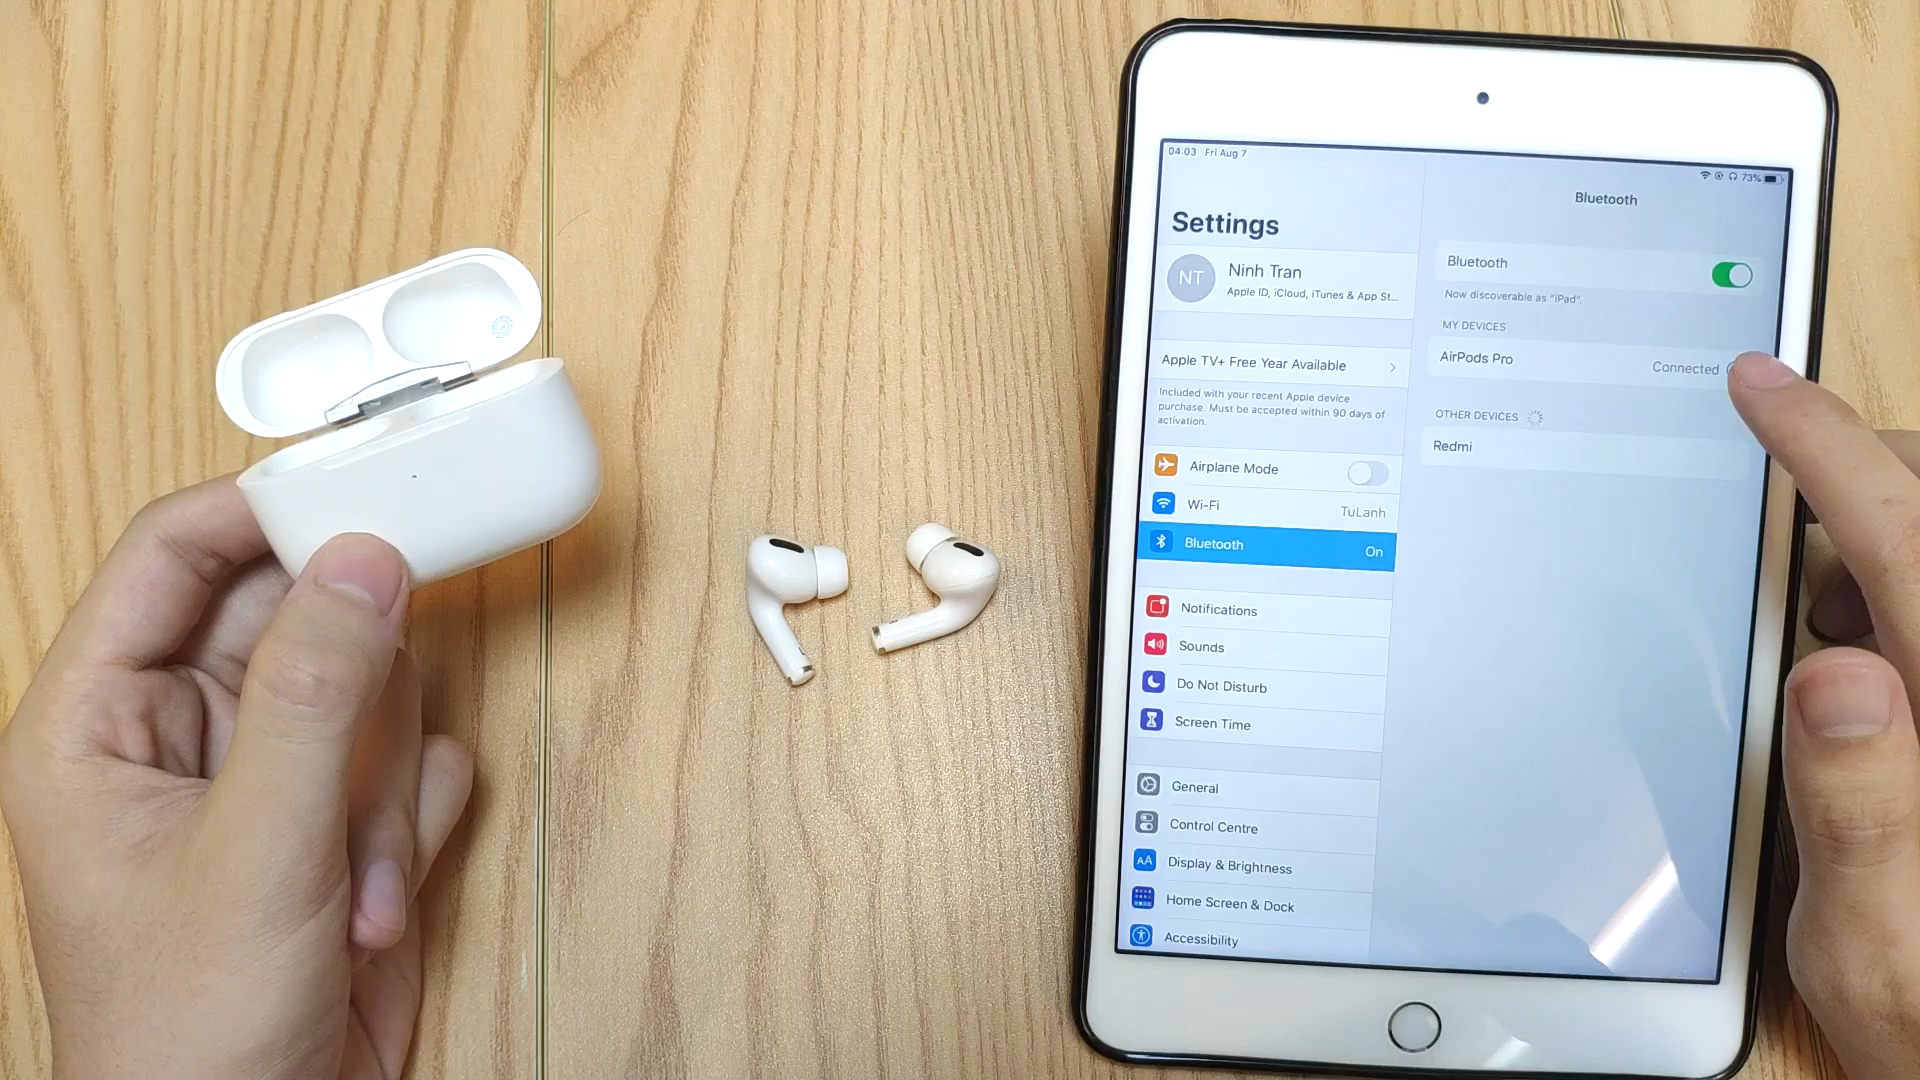 04:03 Fri Aug 7
73%
Settings
NT
Ninh Tran
Apple ID, iCloud, iTunes & App St...
Apple TV+ Free Year Available
Included with your recent Apple device
purchase. Must be accepted within 90 days of
activation.
Airplane Mode
Wi-Fi TuLanh
Bluetooth On
Notifications
Sounds
Do Not Disturb
Screen Time
General
Control Centre
AA Display & Brightness
Home Screen & Dock
Accessibility
Bluetooth
Bluetooth
Now discoverable as "iPad".
MY DEVICES
AirPods Pro Connected
OTHER DEVICES
Redmi